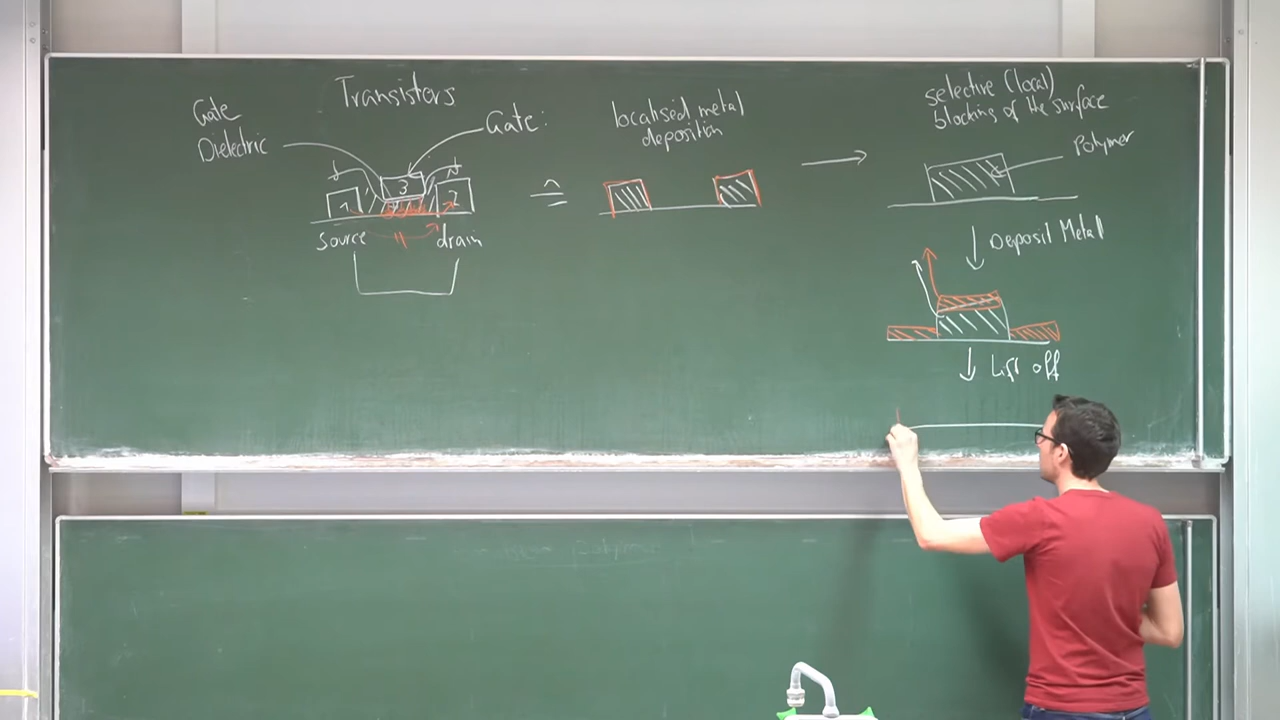 Transistors
Gate
Dielectric
Gate:
1
3
2
source
drain
≙
localised metal
deposition
→
selective (local)
blocking of the surface
Polymer
↓ Deposit Metal
↓ Lift off